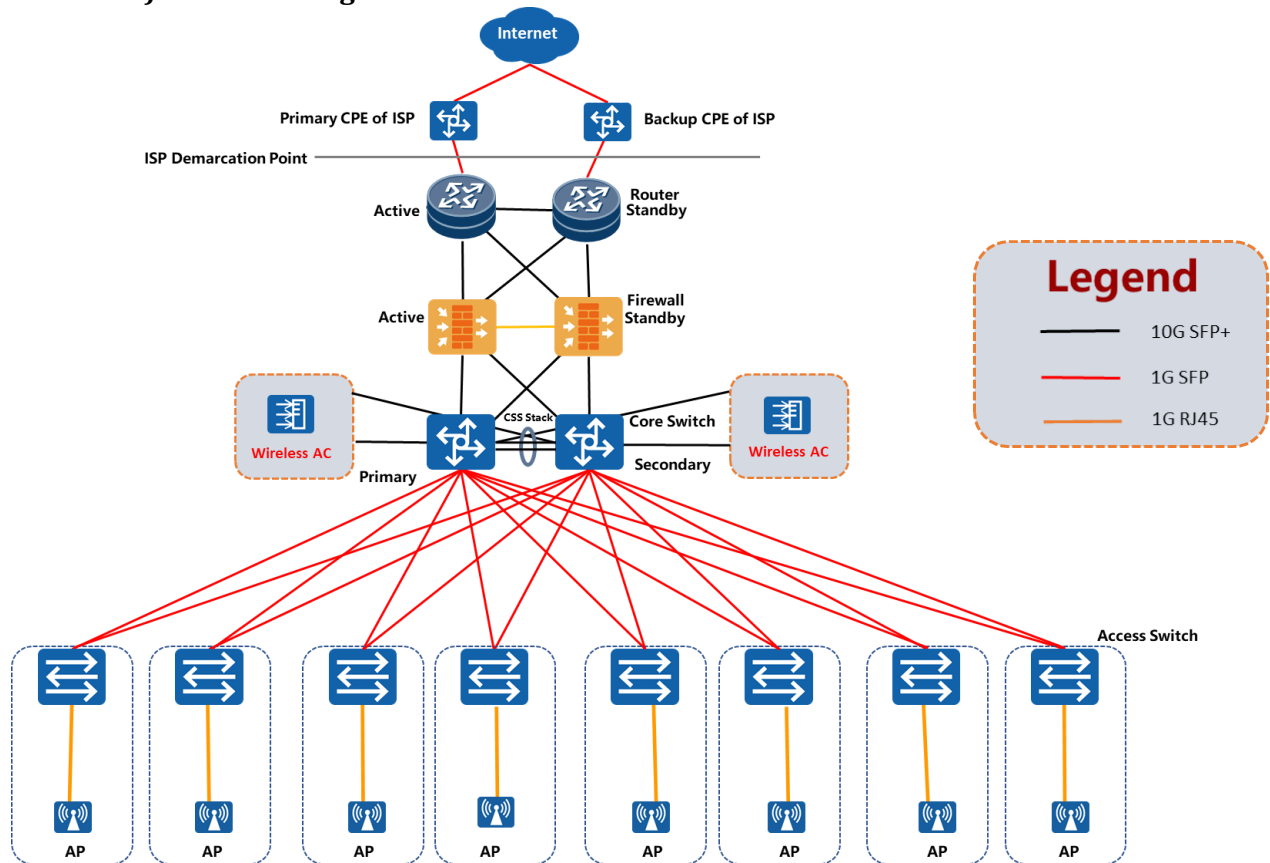 Internet
Primary CPE of ISP
Backup CPE of ISP
ISP Demarcation Point
Active
Router
Standby
Active
Firewall
Standby
Legend
10G SFP+
1G SFP
1G RJ45
CSS Stack
Core Switch
Wireless AC
Wireless AC
Primary
Secondary
Access Switch
AP
AP
AP
AP
AP
AP
AP
AP